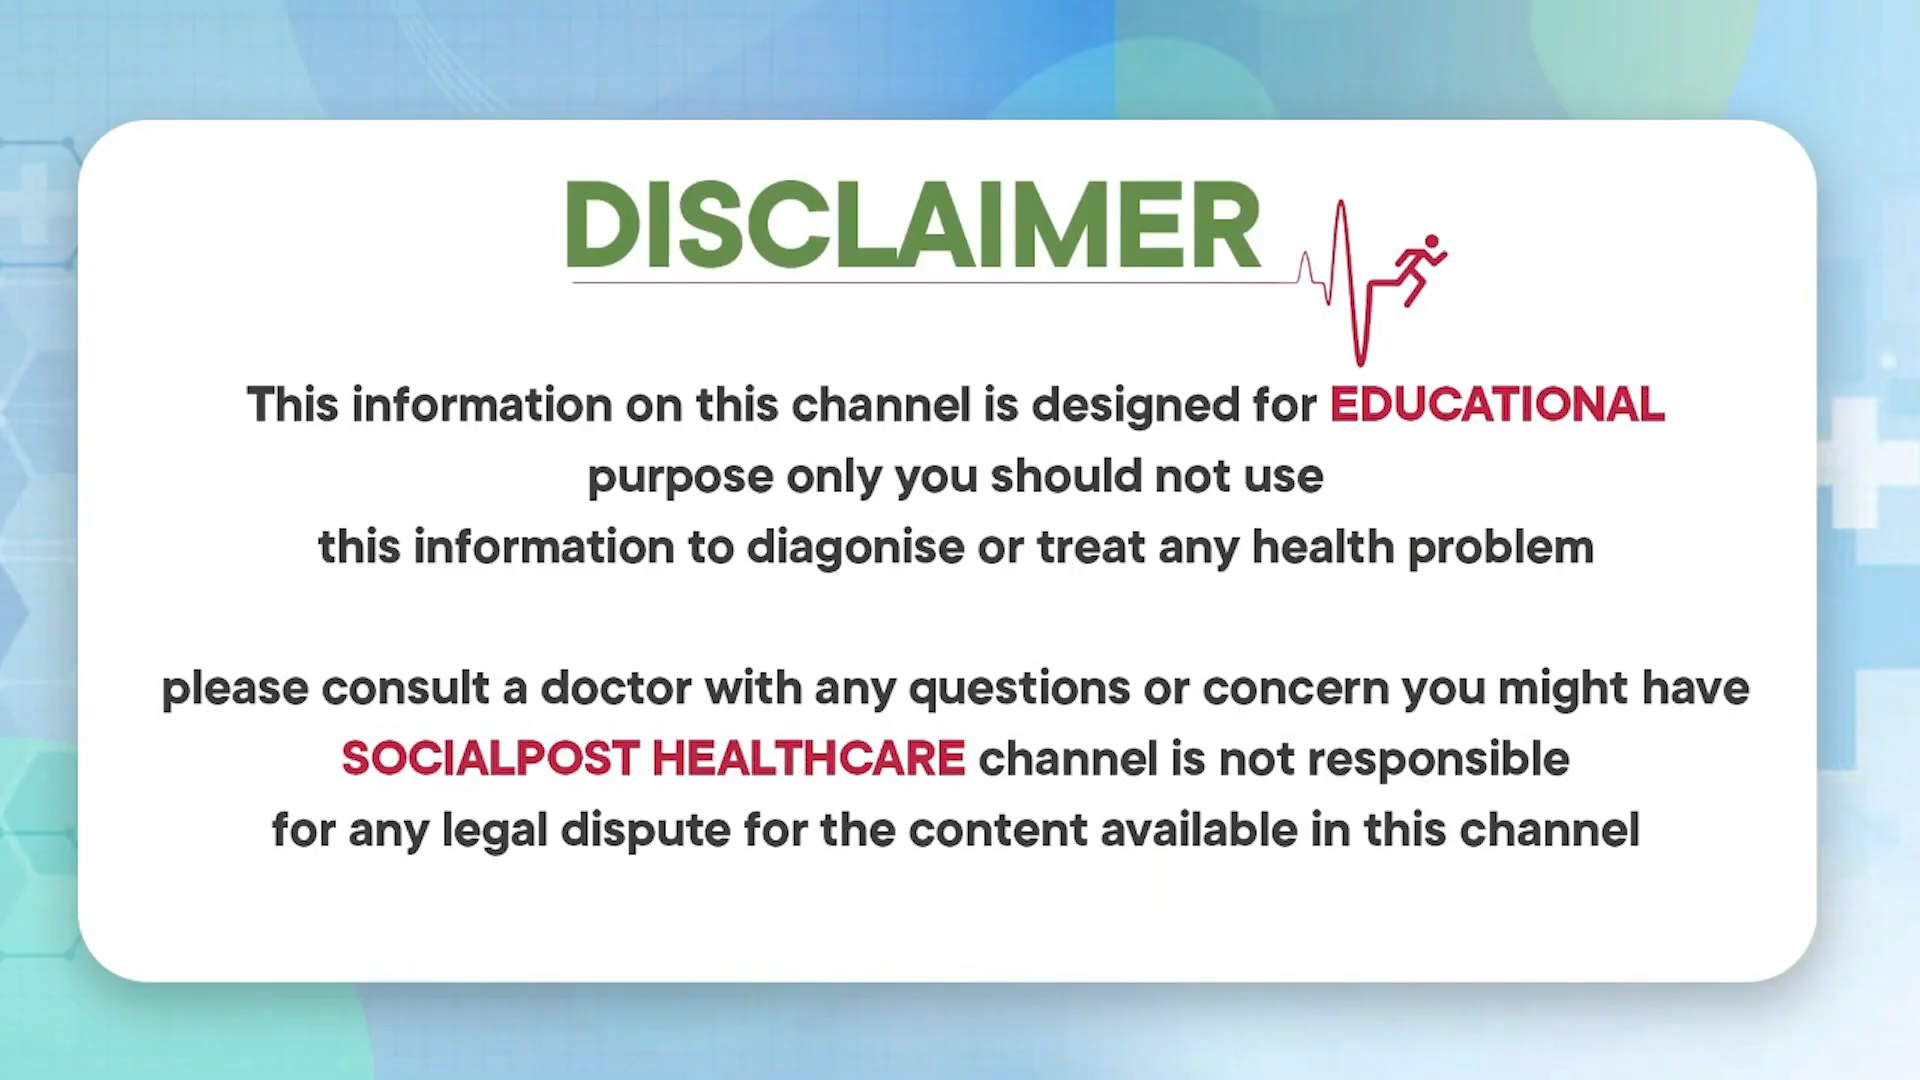 DISCLAIMER
This information on this channel is designed for EDUCATIONAL
purpose only you should not use
this information to diagonise or treat any health problem
please consult a doctor with any questions or concern you might have
SOCIALPOST HEALTHCARE channel is not responsible
for any legal dispute for the content available in this channel